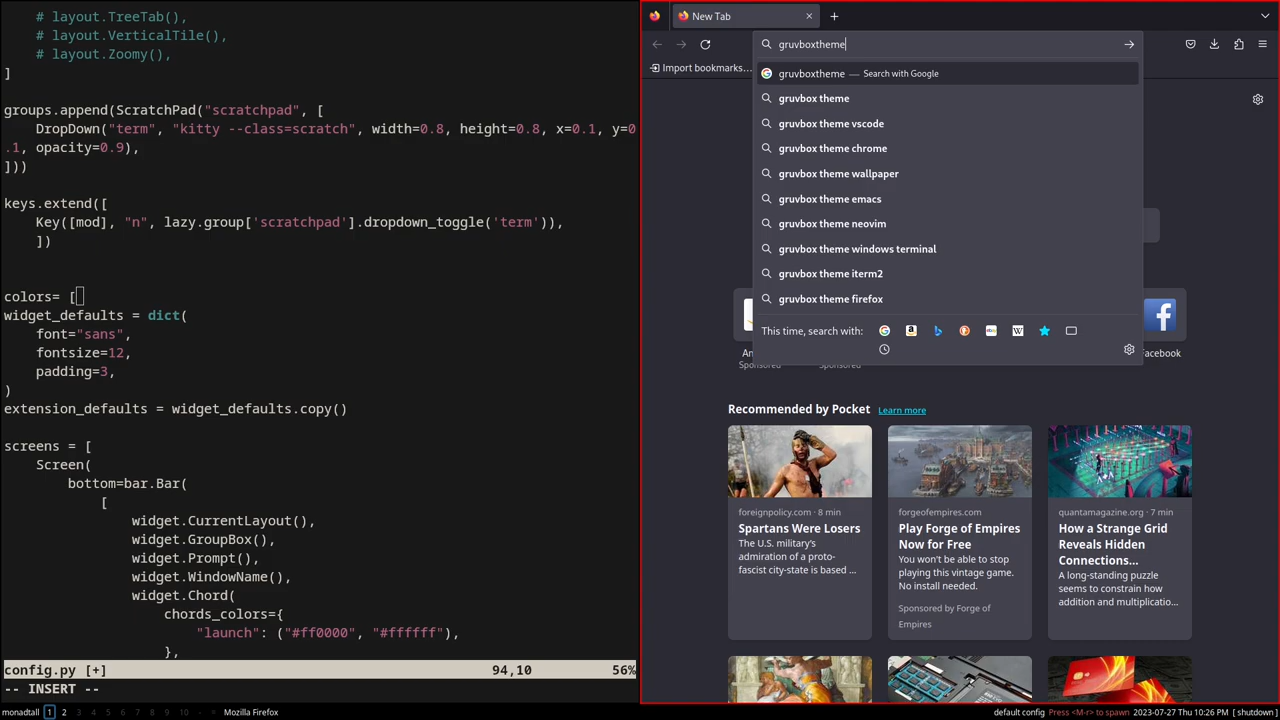 # layout.TreeTab(),
# layout.VerticalTile(),
# layout.Zoomy(),
]
groups.append(ScratchPad("scratchpad", [
DropDown("term", "kitty --class=scratch", width=0.8, height=0.8, x=0.1, y=0
.1, opacity=0.9),
]))
keys.extend([
Key([mod], "n", lazy.group['scratchpad'].dropdown_toggle('term')),
])
colors= [
widget_defaults = dict(
font="sans",
fontsize=12,
padding=3,
)
extension_defaults = widget_defaults.copy()
screens = [
Screen(
bottom=bar.Bar(
[
widget.CurrentLayout(),
widget.GroupBox(),
widget.Prompt(),
widget.WindowName(),
widget.Chord(
chords_colors={
"launch": ("#ff0000", "#ffffff"),
},
config.py [+] 94,10 56%
-- INSERT --
New Tab
gruvboxtheme
Import bookmarks...
gruvboxtheme — Search with Google
gruvbox theme
gruvbox theme vscode
gruvbox theme chrome
gruvbox theme wallpaper
gruvbox theme emacs
gruvbox theme neovim
gruvbox theme windows terminal
gruvbox theme iterm2
gruvbox theme firefox
This time, search with:
Facebook
Sponsored
Sponsored
Recommended by Pocket Learn more
foreignpolicy.com · 8 min
Spartans Were Losers
The U.S. military's
admiration of a proto-
fascist city-state is based ...
forgeofempires.com
Play Forge of Empires
Now for Free
You won't be able to stop
playing this vintage game.
No install needed.
Sponsored by Forge of
Empires
quantamagazine.org · 7 min
How a Strange Grid
Reveals Hidden
Connections...
A long-standing puzzle
seems to constrain how
addition and multiplicatio...
monadtall 1 2 3 4 5 6 7 8 9 10 - > Mozilla Firefox
default config Press <M-r> to spawn 2023-07-27 Thu 10:26 PM [ shutdown ]